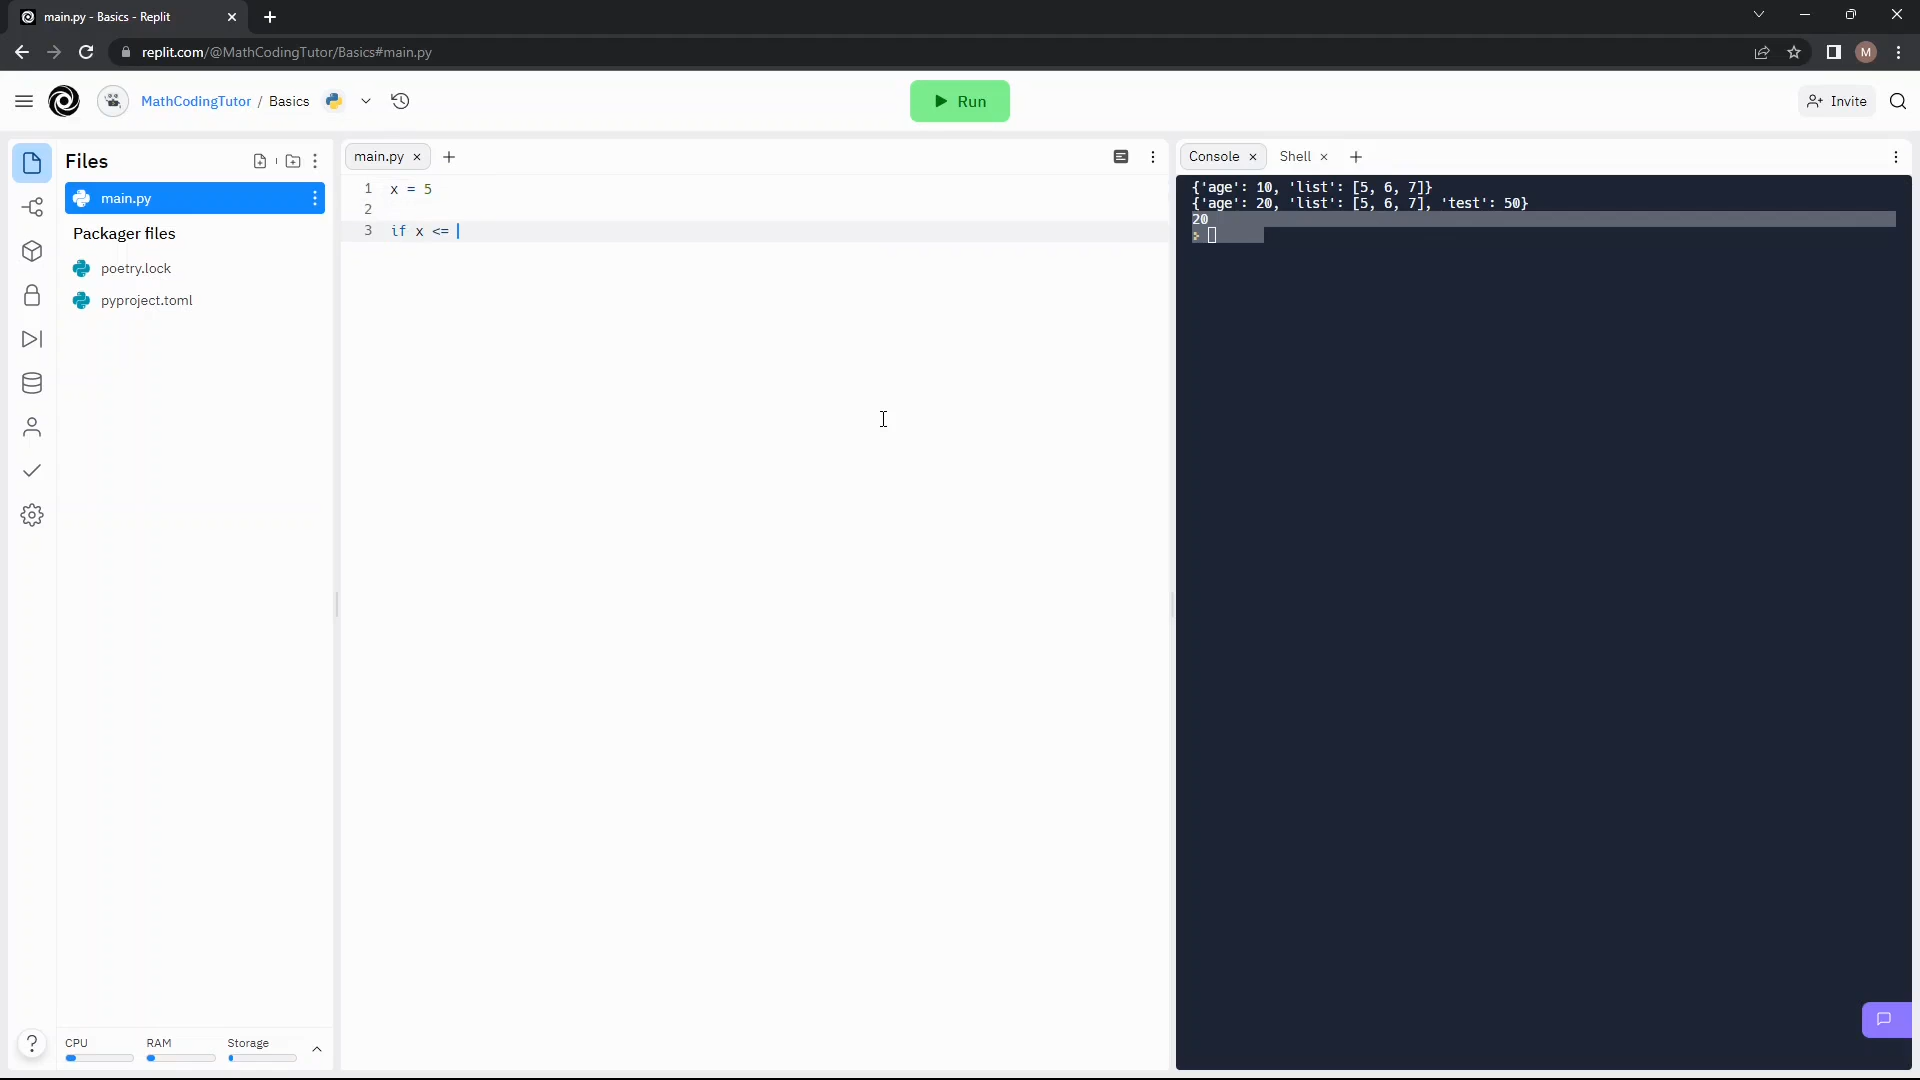 main.py - Basics - Replit
replit.com/@MathCodingTutor/Basics#main.py
M
MathCodingTutor / Basics
Run
Invite
Files
main.py
Packager files
poetry.lock
pyproject.toml
CPU
RAM
Storage
?
main.py
1 x = 5
2
3 if x <=
Console
Shell
{'age': 10, 'list': [5, 6, 7]}
{'age': 20, 'list': [5, 6, 7], 'test': 50}
20